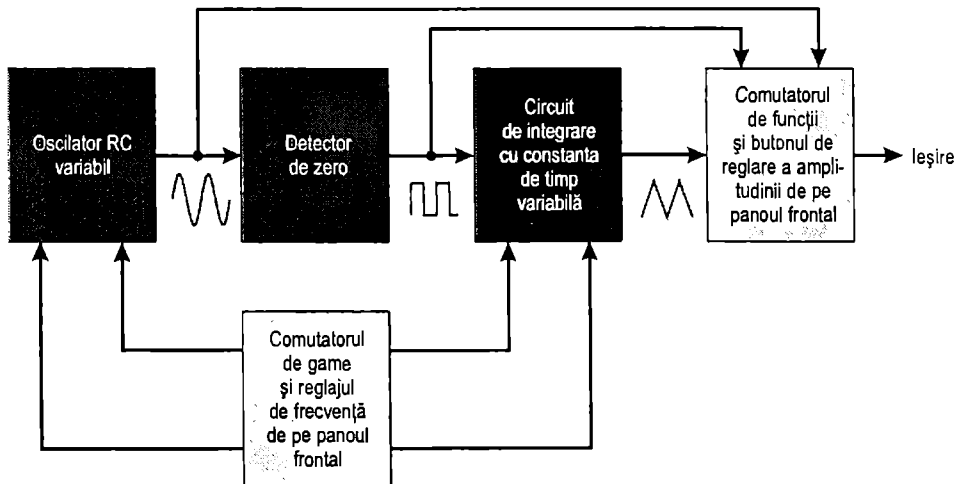 Oscilator RC
variabil
Detector
de zero
Circuit
de integrare
cu constanta
de timp
variabilă
Comutatorul
de funcții
și butonul de
reglare a ampli-
tudinii de pe
panoul frontal
Ieșire
Comutatorul
de game
și reglajul
de frecvență
de pe panoul
frontal